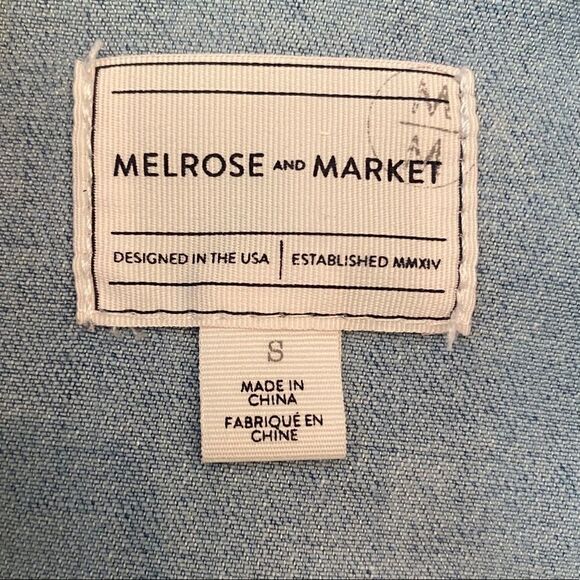 M
M
MELROSE AND MARKET
DESIGNED IN THE USA | ESTABLISHED MMXIV
S
MADE IN
CHINA
FABRIQUÉ EN
CHINE